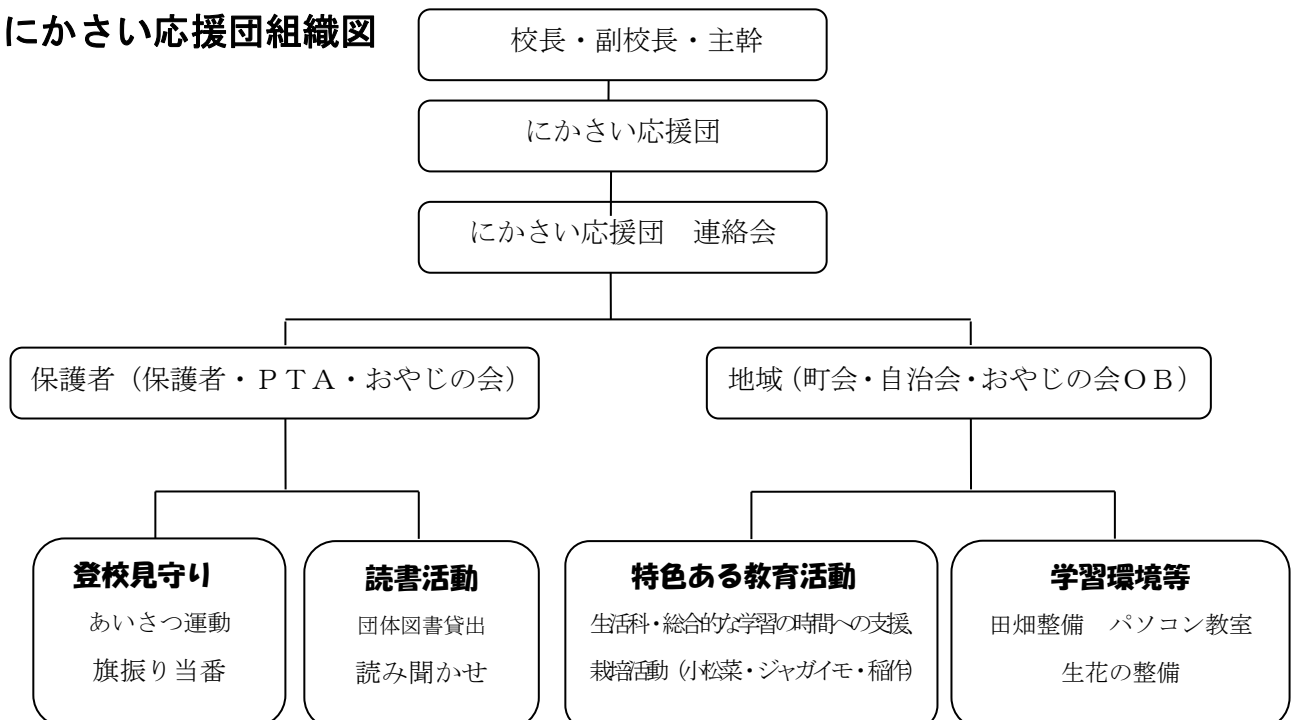 にかさい応援団組織図
校長・副校長・主幹
にかさい応援団
にかさい応援団　連絡会
保護者（保護者・ＰＴＡ・おやじの会）
地域（町会・自治会・おやじの会ＯＢ）
登校見守り
あいさつ運動
旗振り当番
読書活動
団体図書貸出
読み聞かせ
特色ある教育活動
生活科・総合的な学習の時間への支援、
栽培活動（小松菜・ジャガイモ・稲作）
学習環境等
田畑整備　パソコン教室
生花の整備